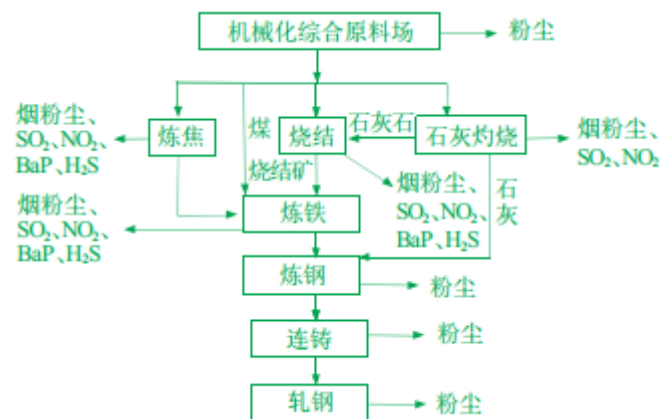 机械化综合原料场
粉尘
烟粉尘、
SO₂、NO₂、
BaP、H₂S
炼焦
煤
烧结
石灰石
石灰灼烧
烟粉尘、
SO₂、NO₂
烧结矿
烟粉尘、
SO₂、NO₂、
BaP、H₂S
石
灰
烟粉尘、
SO₂、NO₂、
BaP、H₂S
炼铁
炼钢
粉尘
连铸
粉尘
轧钢
粉尘